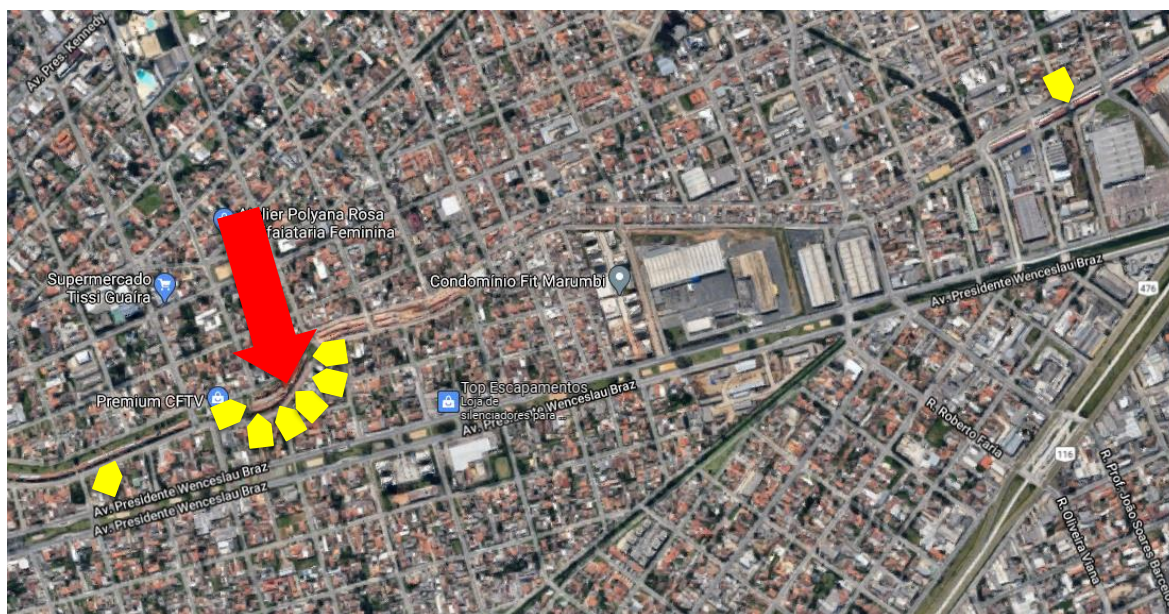 Av. Pres. Kennedy
Atelier Polyana Rosa
faiataria Feminina
Supermercado
Tissi Guaíra
Condomínio Fit Marumbi
Av. Presidente Wenceslau Braz
476
Premium CFTV
Top Escapamentos
Loja de
silenciadores para ...
Av. Presidente Wenceslau Braz
R. Roberto Faria
116
R. Prof. João Soares Barcel
R. Oliveira Viana
Av. Presidente Wenceslau Braz
Av. Presidente Wenceslau Braz